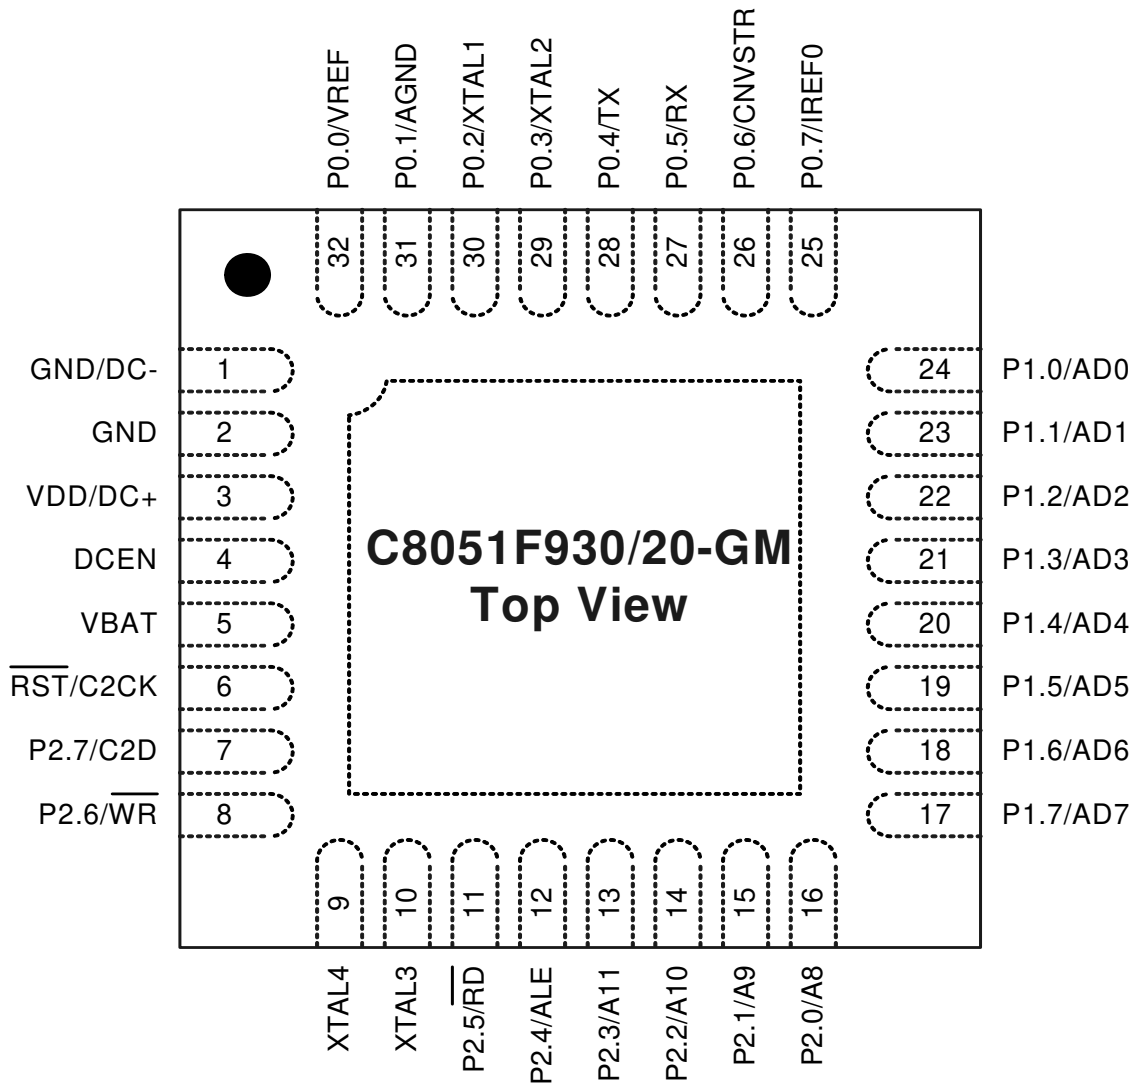 P0.0/VREF
P0.1/AGND
P0.2/XTAL1
P0.3/XTAL2
P0.4/TX
P0.5/RX
P0.6/CNVSTR
P0.7/IREF0
32
31
30
29
28
27
26
25
GND/DC- 1
GND 2
VDD/DC+ 3
DCEN 4
VBAT 5
RST/C2CK 6
P2.7/C2D 7
P2.6/WR 8
C8051F930/20-GM
Top View
24 P1.0/AD0
23 P1.1/AD1
22 P1.2/AD2
21 P1.3/AD3
20 P1.4/AD4
19 P1.5/AD5
18 P1.6/AD6
17 P1.7/AD7
9
10
11
12
13
14
15
16
XTAL4
XTAL3
P2.5/RD
P2.4/ALE
P2.3/A11
P2.2/A10
P2.1/A9
P2.0/A8